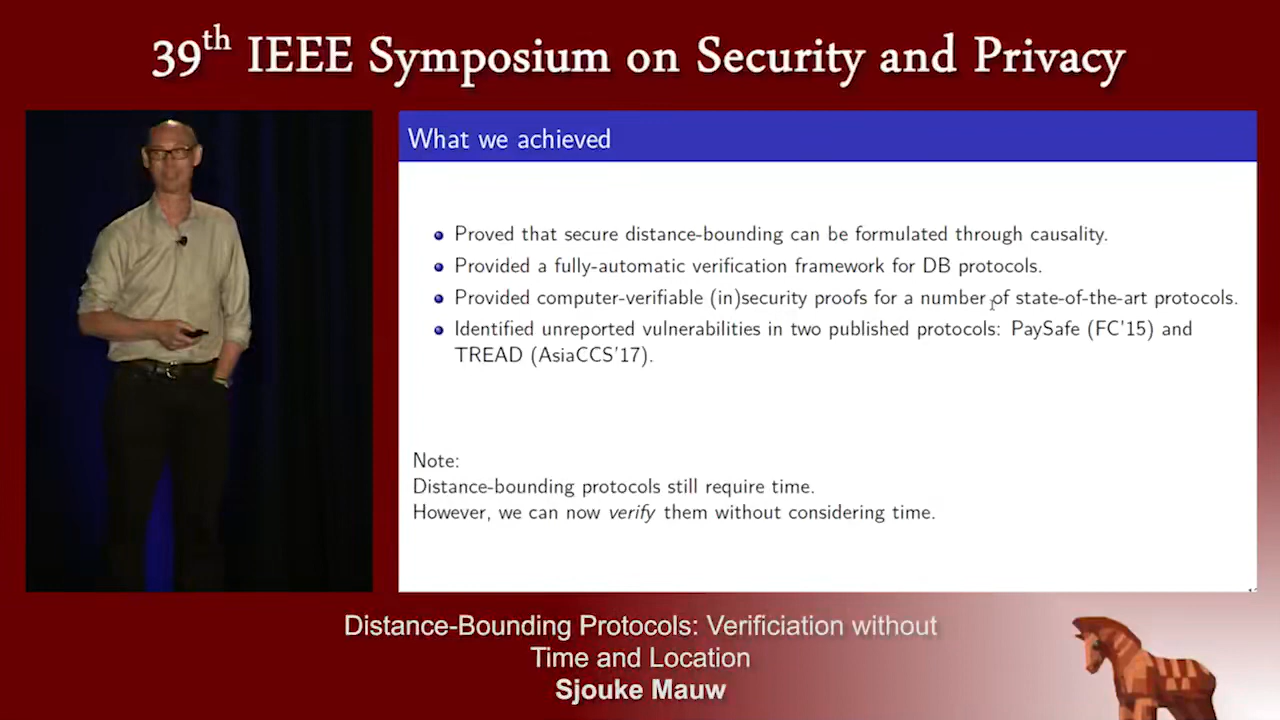 39th IEEE Symposium on Security and Privacy
What we achieved
Proved that secure distance-bounding can be formulated through causality.
Provided a fully-automatic verification framework for DB protocols.
Provided computer-verifiable (in)security proofs for a number of state-of-the-art protocols.
Identified unreported vulnerabilities in two published protocols: PaySafe (FC'15) and
TREAD (AsiaCCS'17).
Note:
Distance-bounding protocols still require time.
However, we can now verify them without considering time.
Distance-Bounding Protocols: Verificiation without
Time and Location
Sjouke Mauw